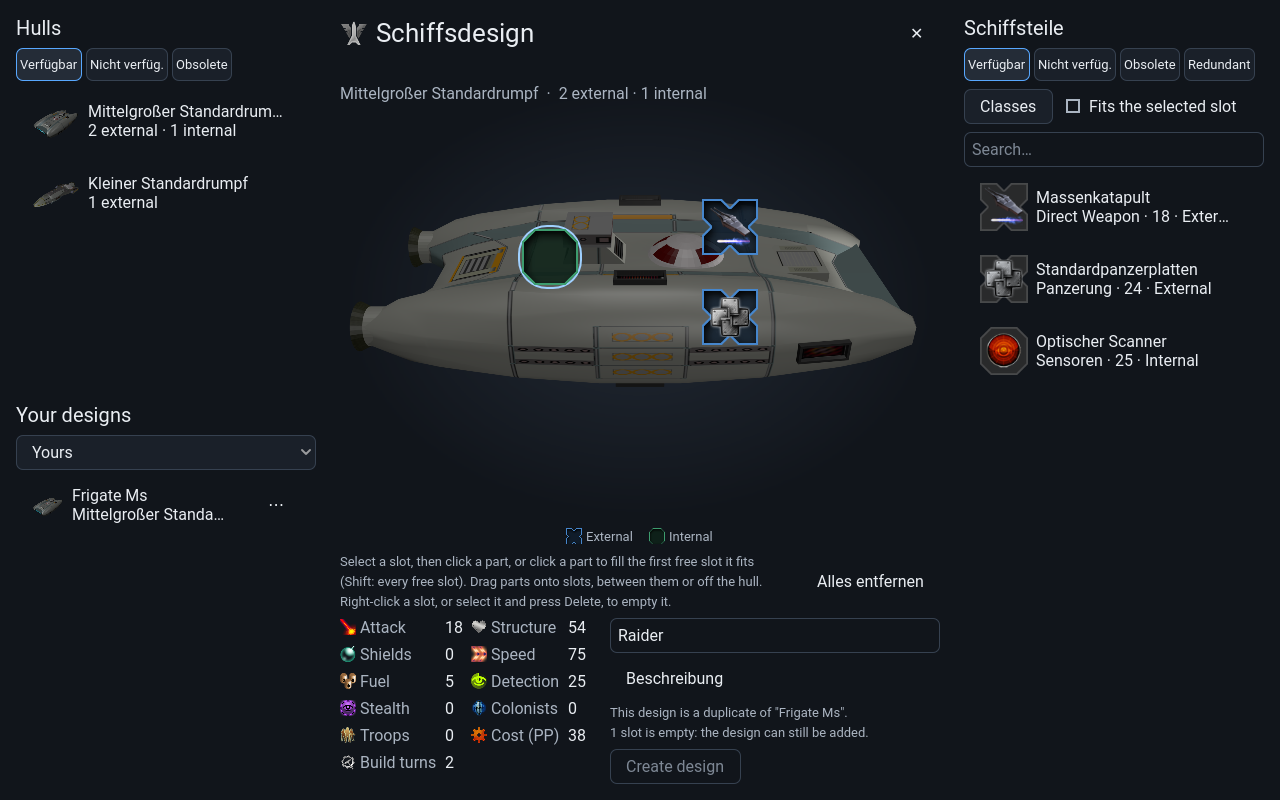 Hulls
Verfügbar
Nicht verfüg.
Obsolete
Mittelgroßer Standardrum…
2 external · 1 internal
Kleiner Standardrumpf
1 external
Your designs
Yours
Frigate Ms
Mittelgroßer Standa…
…
Schiffsdesign
×
Mittelgroßer Standardrumpf · 2 external · 1 internal
External
Internal
Select a slot, then click a part, or click a part to fill the first free slot it fits
(Shift: every free slot). Drag parts onto slots, between them or off the hull.
Right-click a slot, or select it and press Delete, to empty it.
Alles entfernen
Attack 18
Structure 54
Shields 0
Speed 75
Fuel 5
Detection 25
Stealth 0
Colonists 0
Troops 0
Cost (PP) 38
Build turns 2
Raider
Beschreibung
This design is a duplicate of "Frigate Ms".
1 slot is empty: the design can still be added.
Create design
Schiffsteile
Verfügbar
Nicht verfüg.
Obsolete
Redundant
Classes
Fits the selected slot
Search…
Massenkatapult
Direct Weapon · 18 · Exter…
Standardpanzerplatten
Panzerung · 24 · External
Optischer Scanner
Sensoren · 25 · Internal